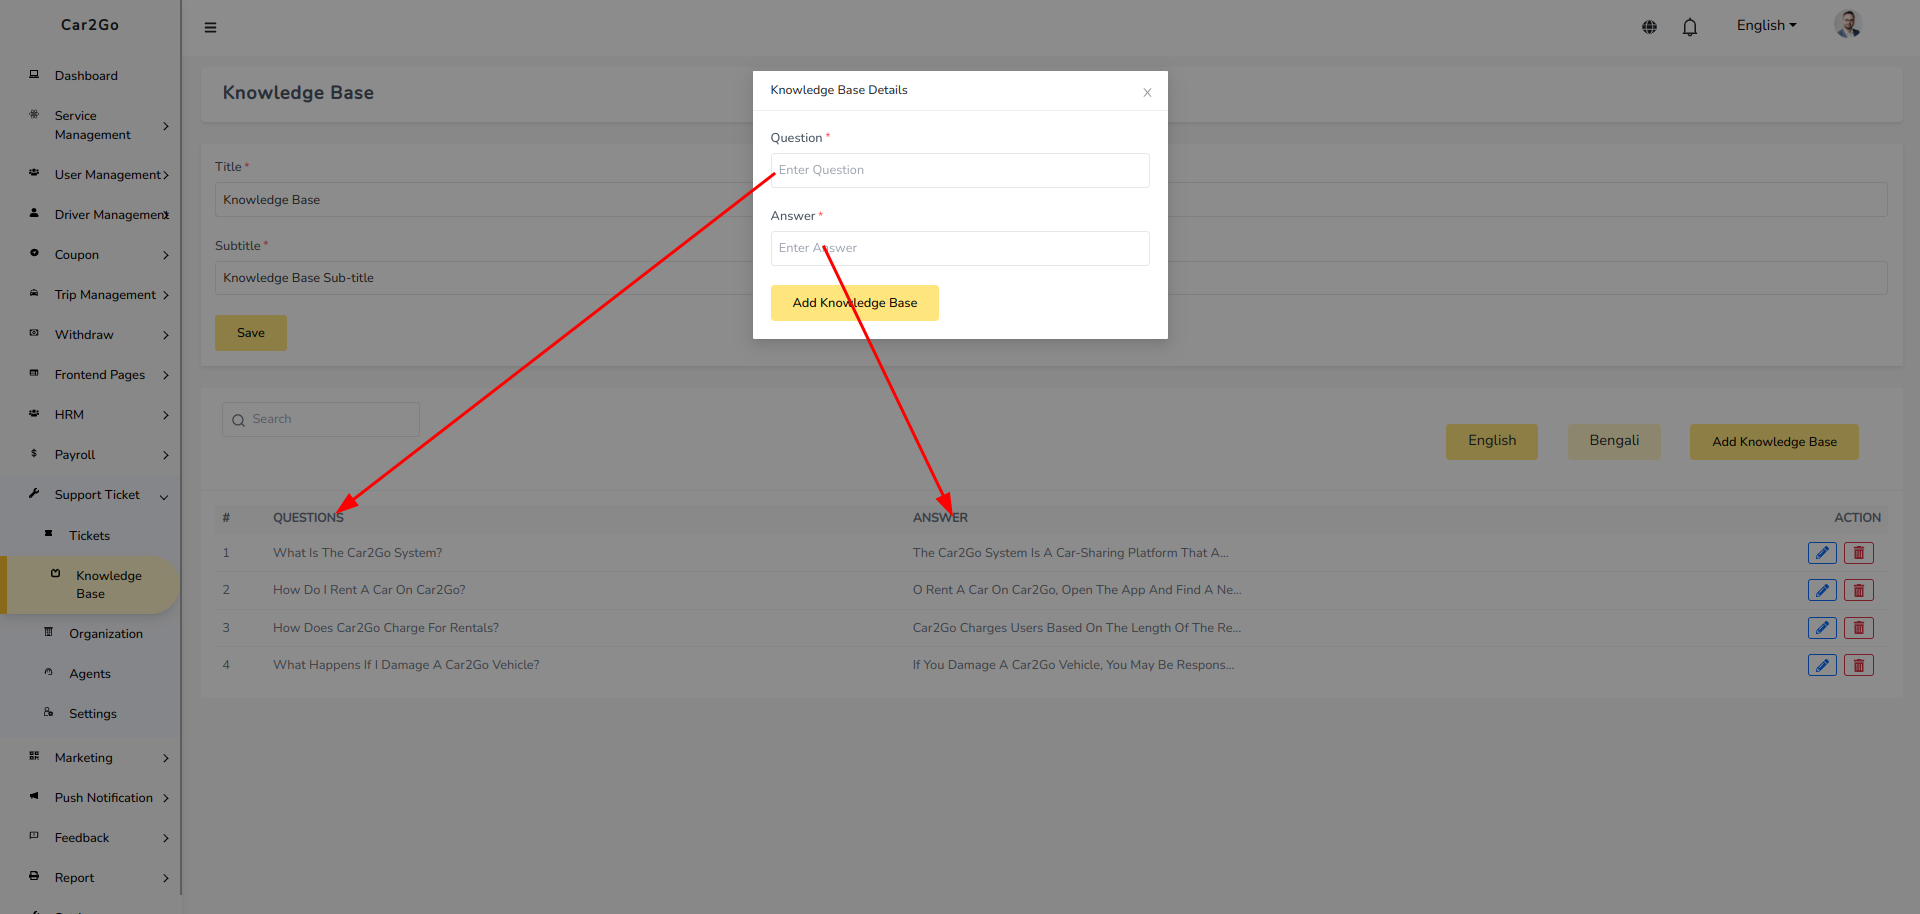 Car2Go
English
Dashboard
Service
Management
User Management
Driver Management
Coupon
Trip Management
Withdraw
Frontend Pages
HRM
Payroll
Support Ticket
Tickets
Knowledge
Base
Organization
Agents
Settings
Marketing
Push Notification
Feedback
Report
Knowledge Base
Title *
Knowledge Base
Subtitle *
Knowledge Base Sub-title
Save
Knowledge Base Details
Question *
Enter Question
Answer *
Enter Answer
Add Knowledge Base
Search
English Bengali Add Knowledge Base
# QUESTIONS ANSWER ACTION
1 What Is The Car2Go System? The Car2Go System Is A Car-Sharing Platform That A...
2 How Do I Rent A Car On Car2Go? O Rent A Car On Car2Go, Open The App And Find A Ne...
3 How Does Car2Go Charge For Rentals? Car2Go Charges Users Based On The Length Of The Re...
4 What Happens If I Damage A Car2Go Vehicle? If You Damage A Car2Go Vehicle, You May Be Respons...